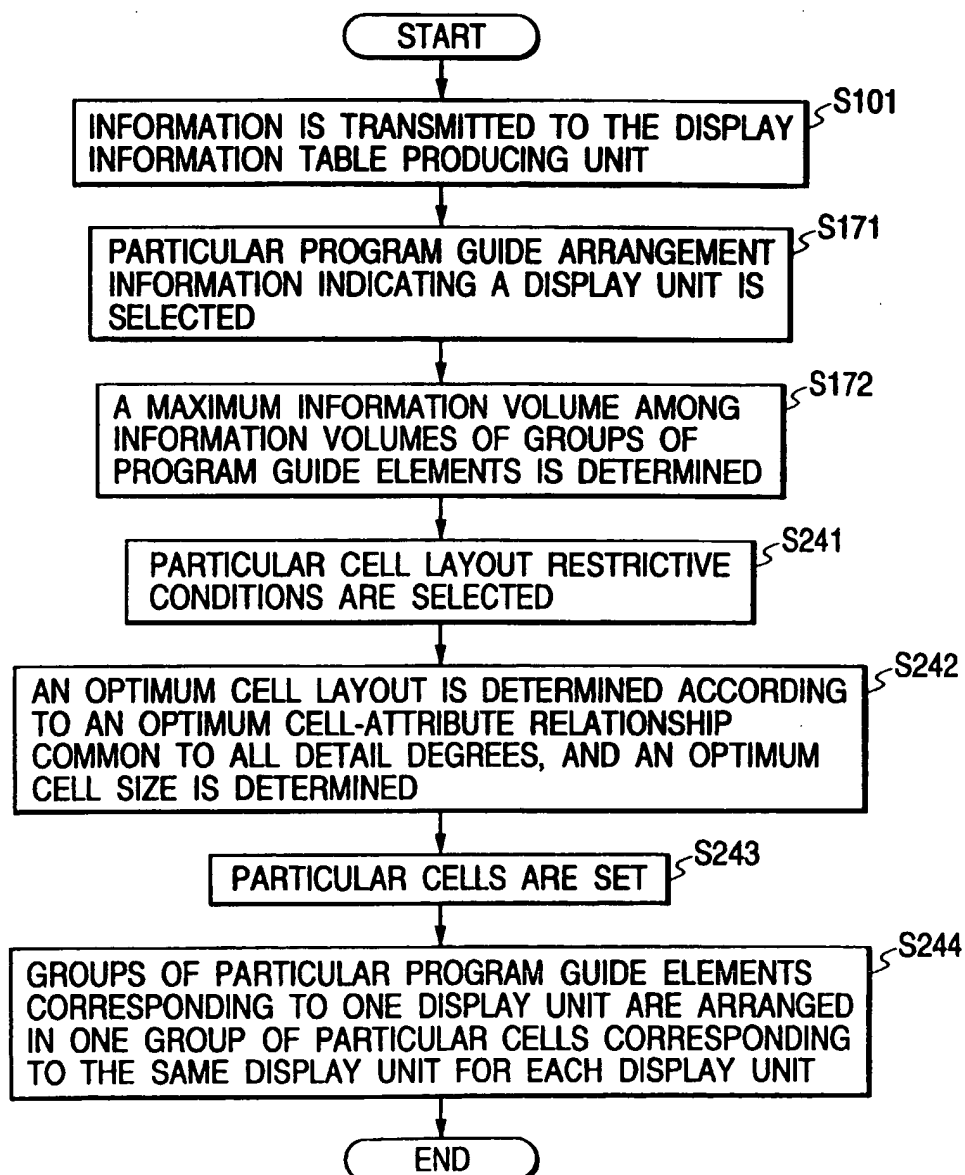 START
S101
INFORMATION IS TRANSMITTED TO THE DISPLAY
INFORMATION TABLE PRODUCING UNIT
S171
PARTICULAR PROGRAM GUIDE ARRANGEMENT
INFORMATION INDICATING A DISPLAY UNIT IS
SELECTED
S172
A MAXIMUM INFORMATION VOLUME AMONG
INFORMATION VOLUMES OF GROUPS OF
PROGRAM GUIDE ELEMENTS IS DETERMINED
S241
PARTICULAR CELL LAYOUT RESTRICTIVE
CONDITIONS ARE SELECTED
S242
AN OPTIMUM CELL LAYOUT IS DETERMINED ACCORDING
TO AN OPTIMUM CELL-ATTRIBUTE RELATIONSHIP
COMMON TO ALL DETAIL DEGREES, AND AN OPTIMUM
CELL SIZE IS DETERMINED
S243
PARTICULAR CELLS ARE SET
S244
GROUPS OF PARTICULAR PROGRAM GUIDE ELEMENTS
CORRESPONDING TO ONE DISPLAY UNIT ARE ARRANGED
IN ONE GROUP OF PARTICULAR CELLS CORRESPONDING
TO THE SAME DISPLAY UNIT FOR EACH DISPLAY UNIT
END